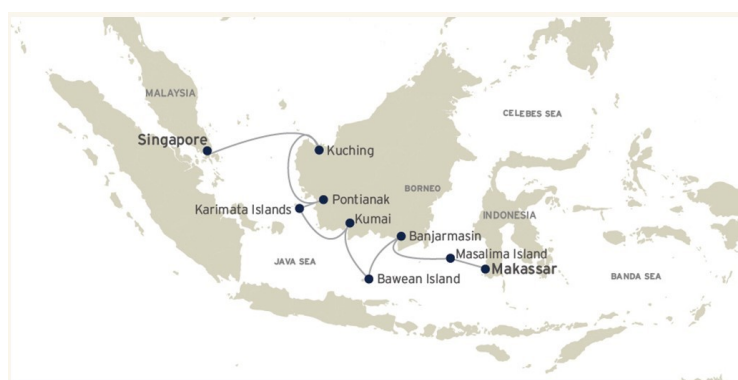 MALAYSIA
CELEBES SEA
Singapore
Kuching
BORNEO
Pontianak
Karimata Islands
INDONESIA
Kumai
Banjarmasin
Masalima Island
JAVA SEA
Makassar
BANDA SEA
Bawean Island